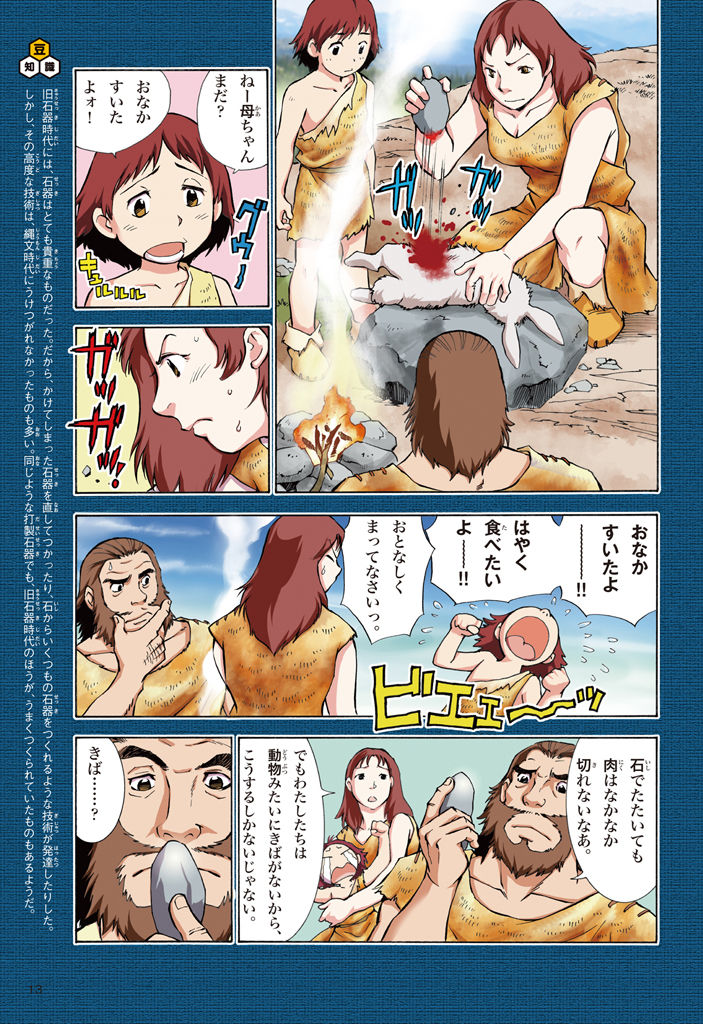 ガッ
ガッ
ねー母ちゃん
まだ?
おなか
すいた
よォ!
グゥー
キュルルルル
ガッ
ガッ!!
おなか
すいたよ
〜〜!!
はやく
食べたい
よ〜〜!!
おとなしく
まってなさいっ。
ビエェ〜ッ
石でたたいても
肉はなかなか
切れないなあ。
でもわたしたちは
動物みたいにきばがないから、
こうするしかないじゃない。
きば……?
豆
知識
旧石器時代には、石器はとても貴重なものだった。だから、かけてしまった石器を直してつかったり、石からいくつもの石器をつくれるような技術が発達したりした。
しかし、その高度な技術は、縄文時代にうけつがれなかったものも多い。同じような打製石器でも、旧石器時代のほうが、うまくつくられていたものもあるようだ。
13